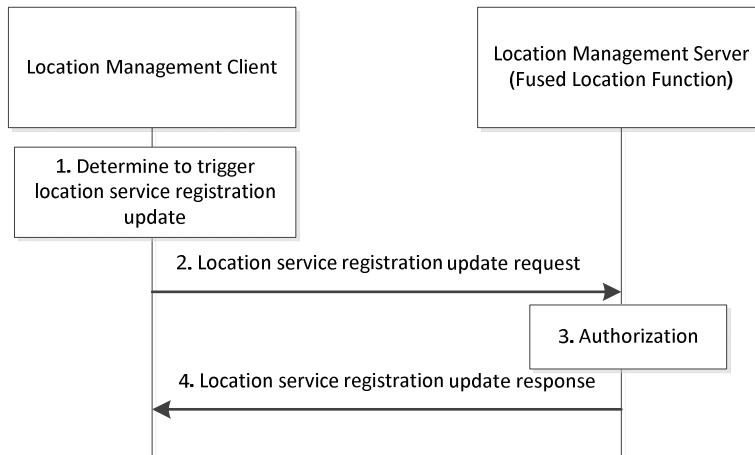 Location Management Client
Location Management Server
(Fused Location Function)
1. Determine to trigger
location service registration
update
2. Location service registration update request
3. Authorization
4. Location service registration update response